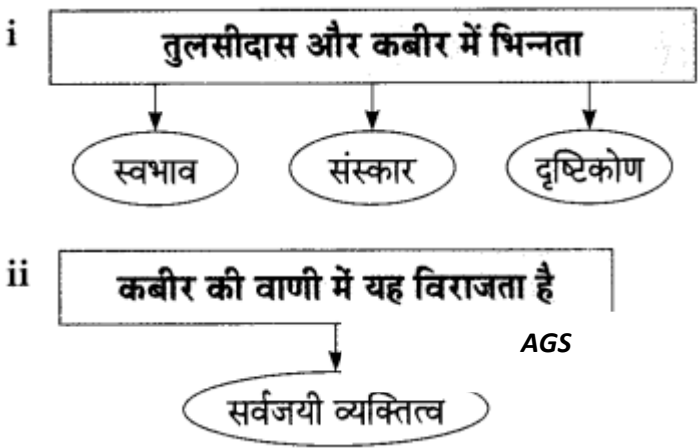 i तुलसीदास और कबीर में भिन्नता
स्वभाव संस्कार दृष्टिकोण
ii कबीर की वाणी में यह विराजता है
AGS
सर्वजयी व्यक्तित्व